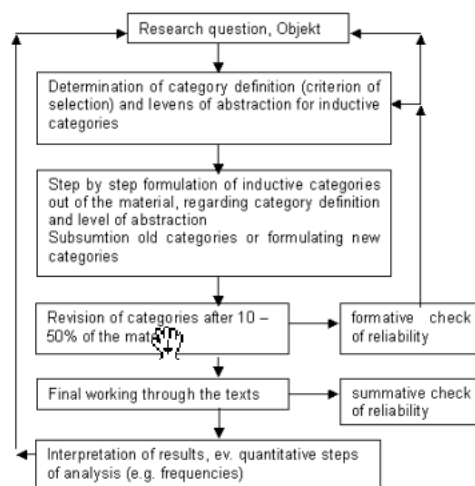 Research question, Objekt
Determination of category definition (criterion of
selection) and levens of abstraction for inductive
categories
Step by step formulation of inductive categories
out of the material, regarding category definition
and level of abstraction
Subsumtion old categories or formulating new
categories
Revision of categories after 10 –
50% of the
formative check
of reliability
Final working through the texts
summative check
of reliability
Interpretation of results, ev. quantitative steps
of analysis (e.g. frequencies)